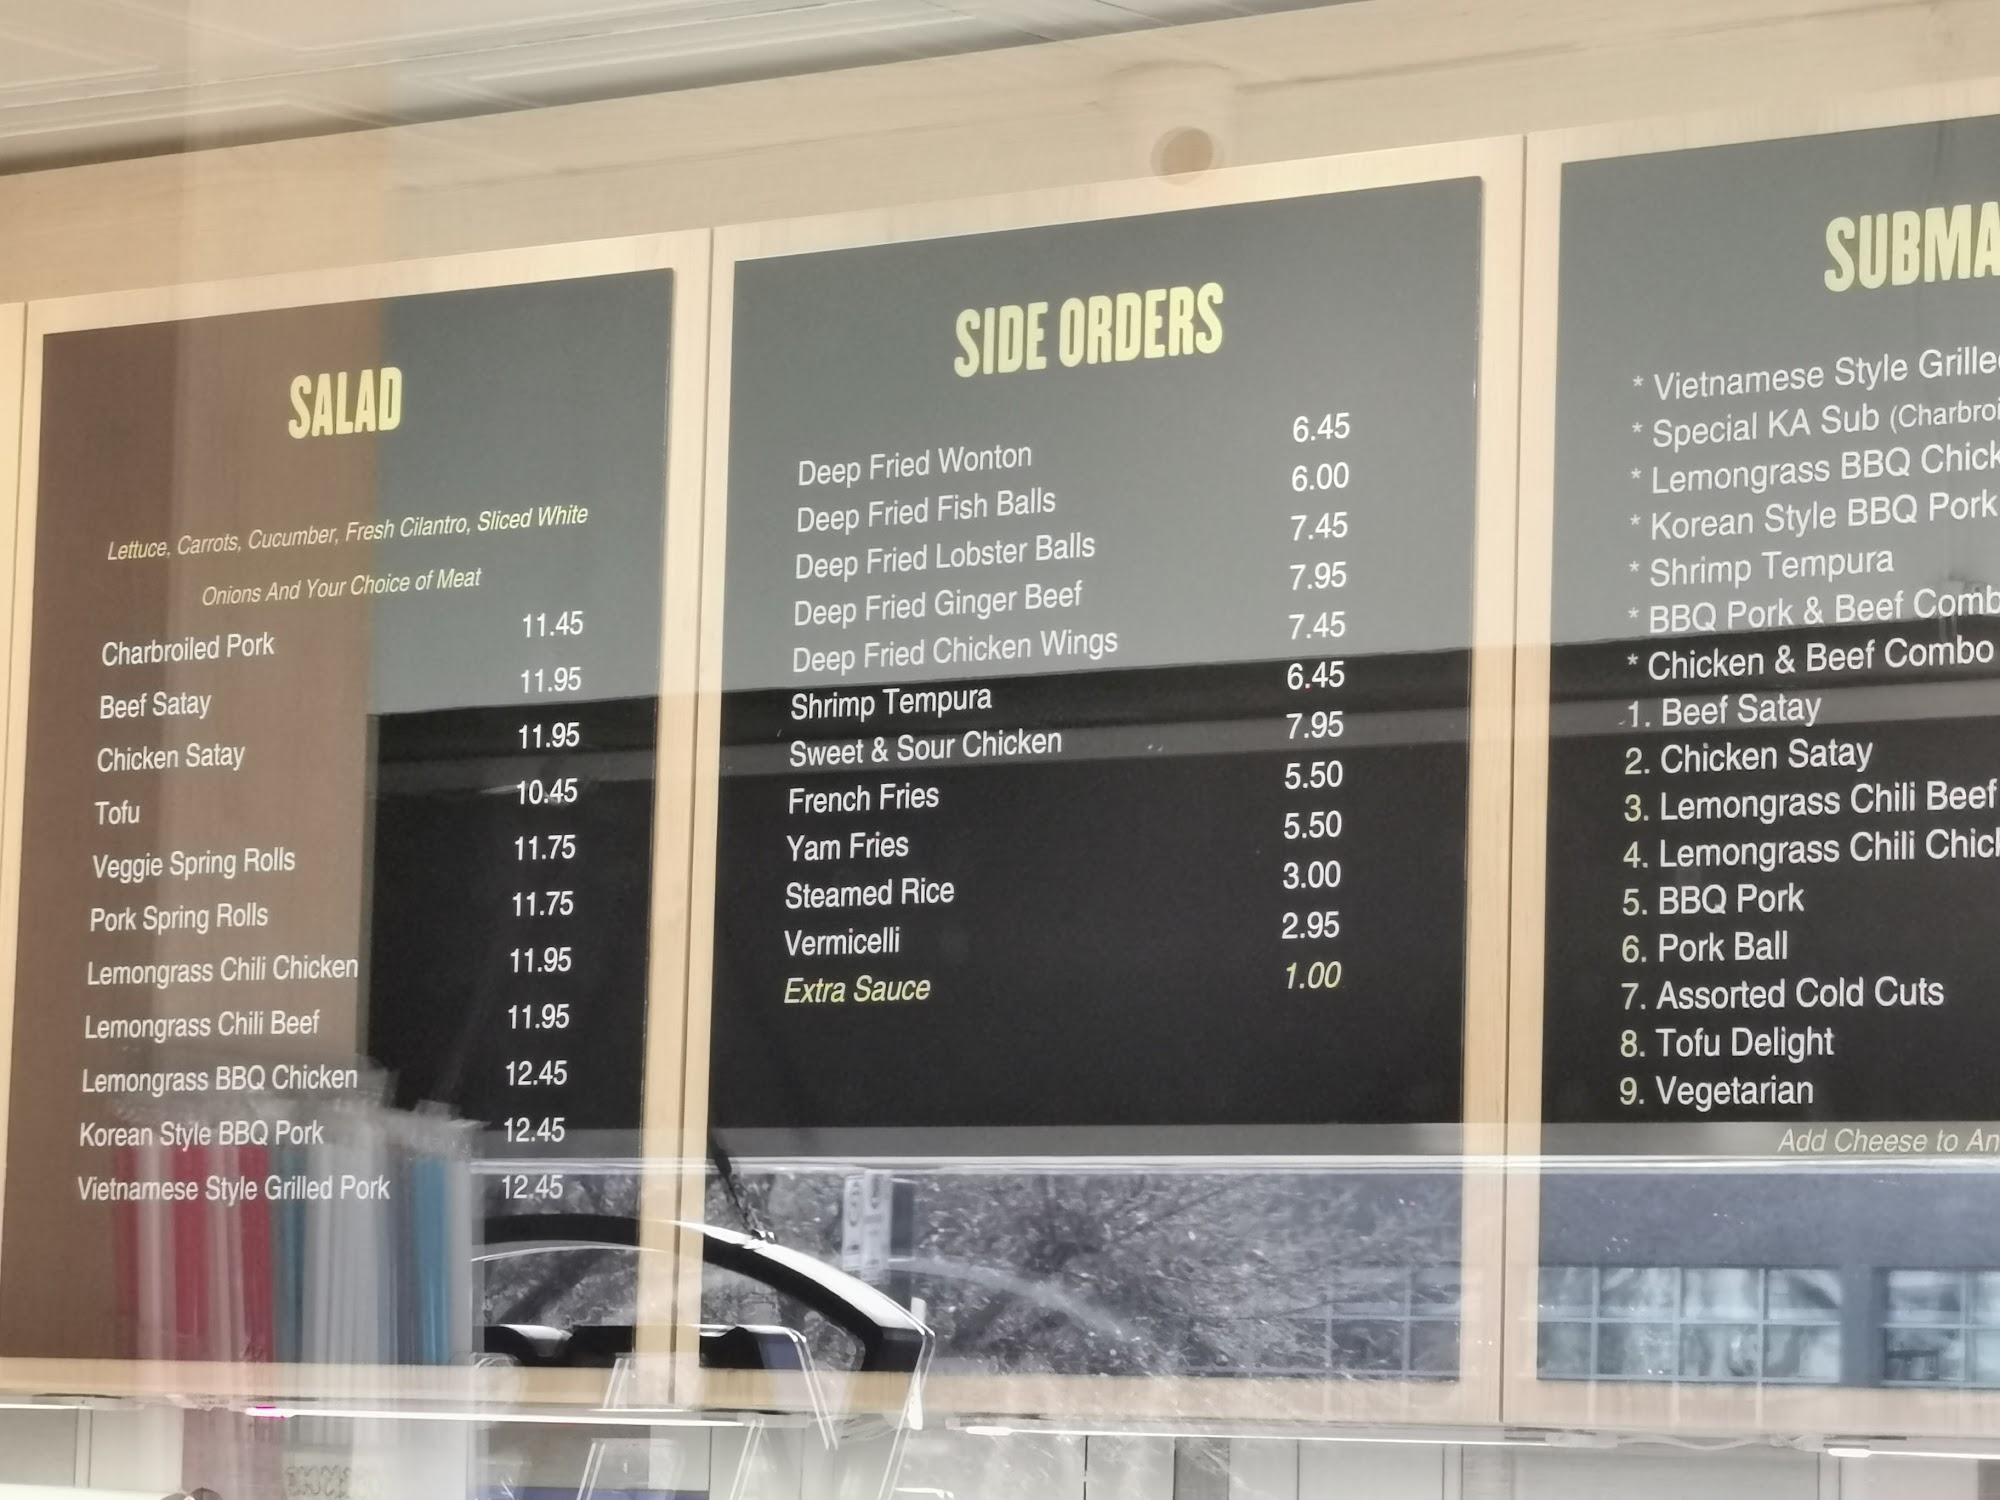 SALAD
Lettuce, Carrots, Cucumber, Fresh Cilantro, Sliced White
Onions And Your Choice of Meat
Charbroiled Pork 11.45
Beef Satay 11.95
Chicken Satay 11.95
Tofu 10.45
Veggie Spring Rolls 11.75
Pork Spring Rolls 11.75
Lemongrass Chili Chicken 11.95
Lemongrass Chili Beef 11.95
Lemongrass BBQ Chicken 12.45
Korean Style BBQ Pork 12.45
Vietnamese Style Grilled Pork 12.45
SIDE ORDERS
Deep Fried Wonton 6.45
Deep Fried Fish Balls 6.00
Deep Fried Lobster Balls 7.45
Deep Fried Ginger Beef 7.95
Deep Fried Chicken Wings 7.45
Shrimp Tempura 6.45
Sweet & Sour Chicken 7.95
French Fries 5.50
Yam Fries 5.50
Steamed Rice 3.00
Vermicelli 2.95
Extra Sauce 1.00
SUBMA
* Vietnamese Style Grille
* Special KA Sub (Charbroi
* Lemongrass BBQ Chick
* Korean Style BBQ Pork
* Shrimp Tempura
* BBQ Pork & Beef Comb
* Chicken & Beef Combo
1. Beef Satay
2. Chicken Satay
3. Lemongrass Chili Beef
4. Lemongrass Chili Chick
5. BBQ Pork
6. Pork Ball
7. Assorted Cold Cuts
8. Tofu Delight
9. Vegetarian
Add Cheese to An